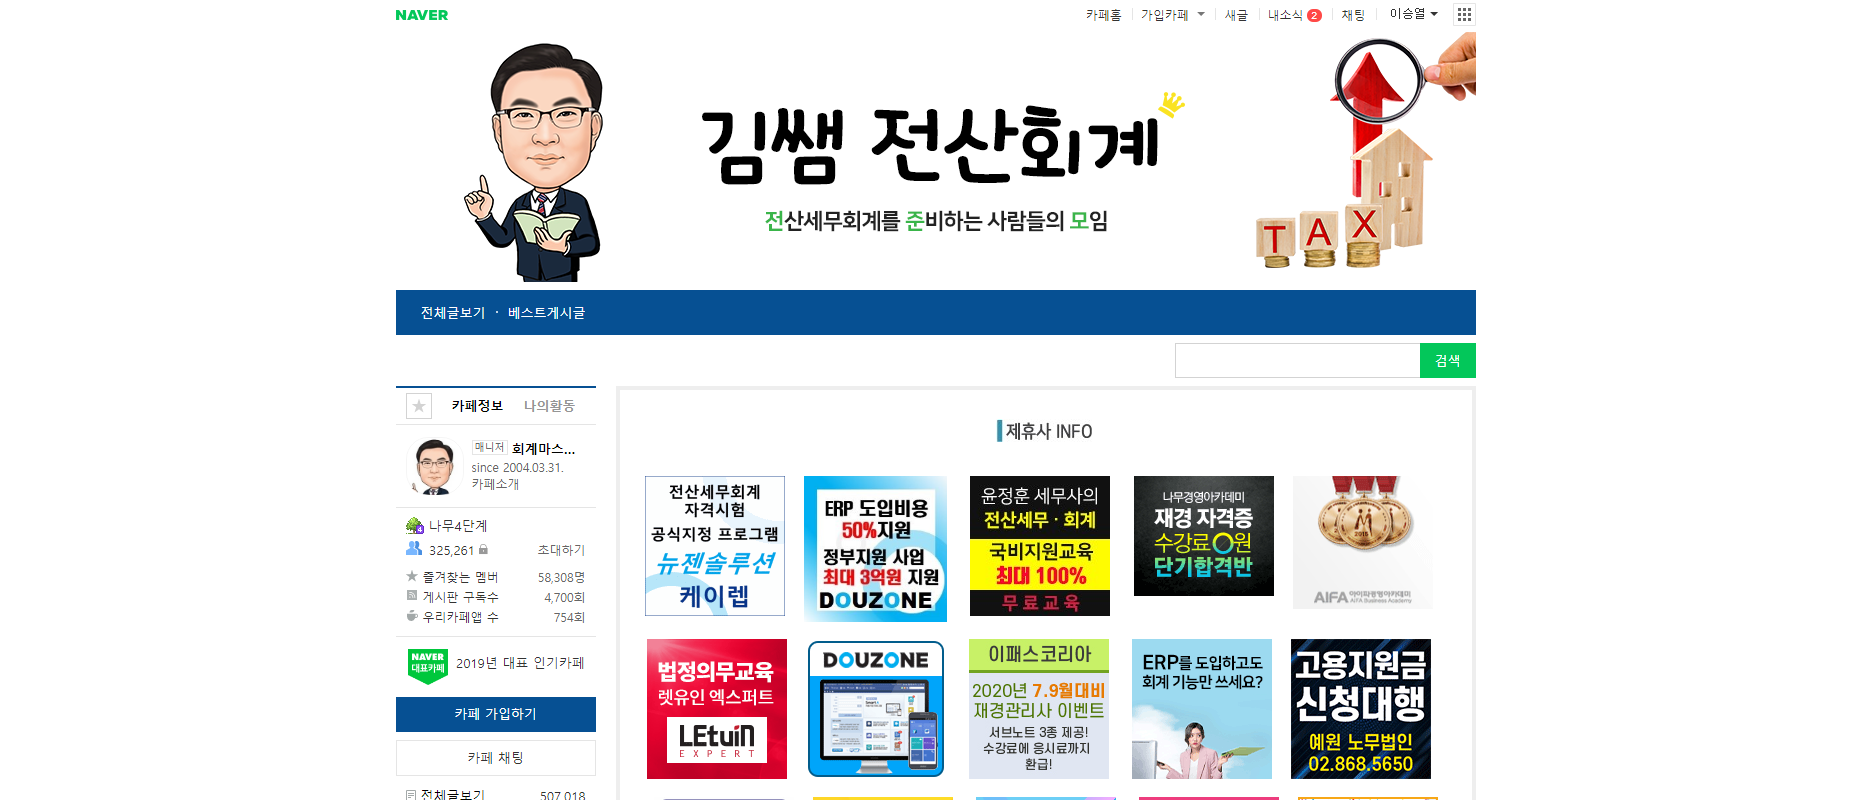 NAVER
카페홈 가입카페 새글 내소식 2 채팅 이승열
김쌤 전산회계
전산세무회계를 준비하는 사람들의 모임
TAX
전체글보기 · 베스트게시글
검색
카페정보 나의활동
매니저 회계마스...
since 2004.03.31.
카페소개
나무4단계
325,261 초대하기
즐겨찾는 멤버 58,308명
게시판 구독수 4,700회
우리카페앱 수 754회
NAVER
대표카페
2019년 대표 인기카페
카페 가입하기
카페 채팅
전체글보기 507,018
제휴사 INFO
전산세무회계
자격시험
공식지정 프로그램
뉴젠솔루션
케이렙
ERP 도입비용
50%지원
정부지원 사업
최대 3억원 지원
DOUZONE
윤정훈 세무사의
전산세무 · 회계
국비지원교육
최대 100%
무료교육
나무경영아카데미
재경 자격증
수강료 0원
단기합격반
AIFA 아이파경영아카데미
AIFA Business Academy
법정의무교육
렛유인 엑스퍼트
LEtuiN
EXPERT
DOUZONE
이패스코리아
2020년 7.9월대비
재경관리사 이벤트
서브노트 3종 제공!
수강료에 응시료까지
환급!
ERP를 도입하고도
회계 기능만 쓰세요?
고용지원금
신청대행
예원 노무법인
02.868.5650